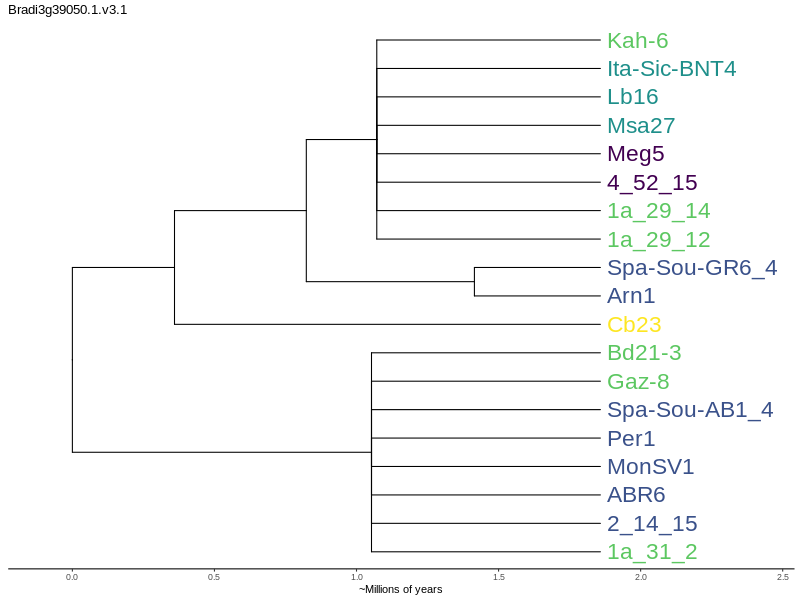 Bradi3g39050.1.v3.1
Kah-6
Ita-Sic-BNT4
Lb16
Msa27
Meg5
4_52_15
1a_29_14
1a_29_12
Spa-Sou-GR6_4
Arn1
Cb23
Bd21-3
Gaz-8
Spa-Sou-AB1_4
Per1
MonSV1
ABR6
2_14_15
1a_31_2
0.0 0.5 1.0 1.5 2.0 2.5
~Millions of years